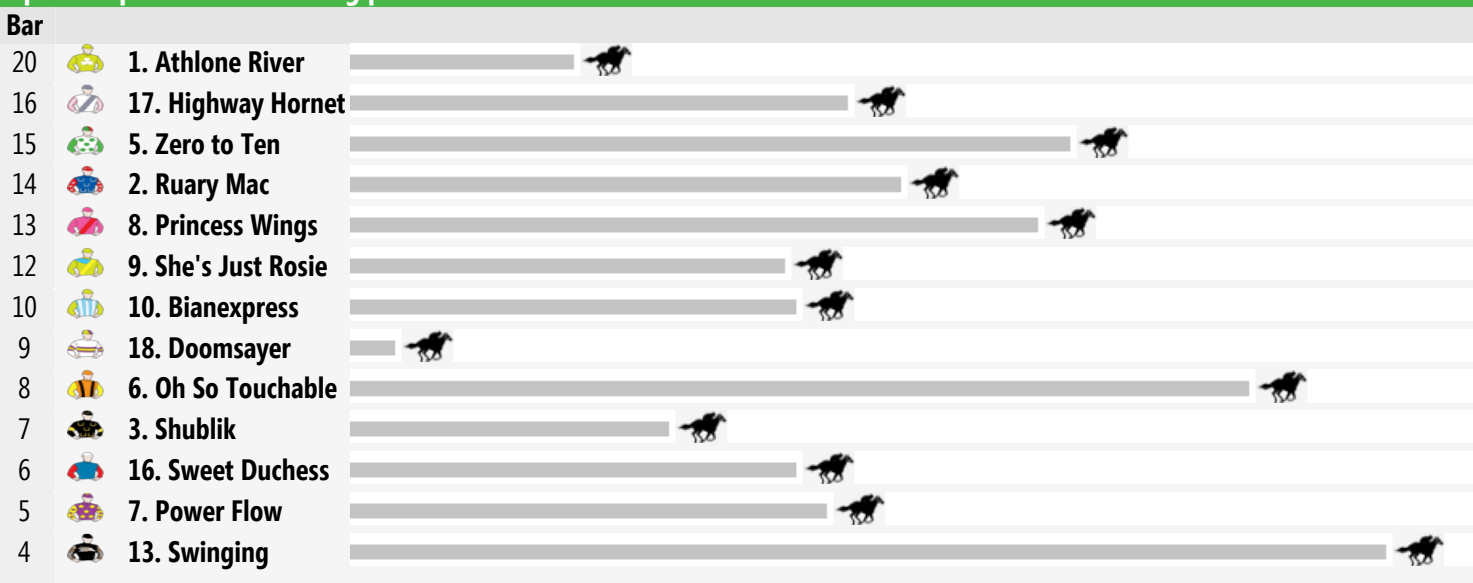 Bar
20 1. Athlone River
16 17. Highway Hornet
15 5. Zero to Ten
14 2. Ruary Mac
13 8. Princess Wings
12 9. She's Just Rosie
10 10. Bianexpress
9 18. Doomsayer
8 6. Oh So Touchable
7 3. Shublik
6 16. Sweet Duchess
5 7. Power Flow
4 13. Swinging